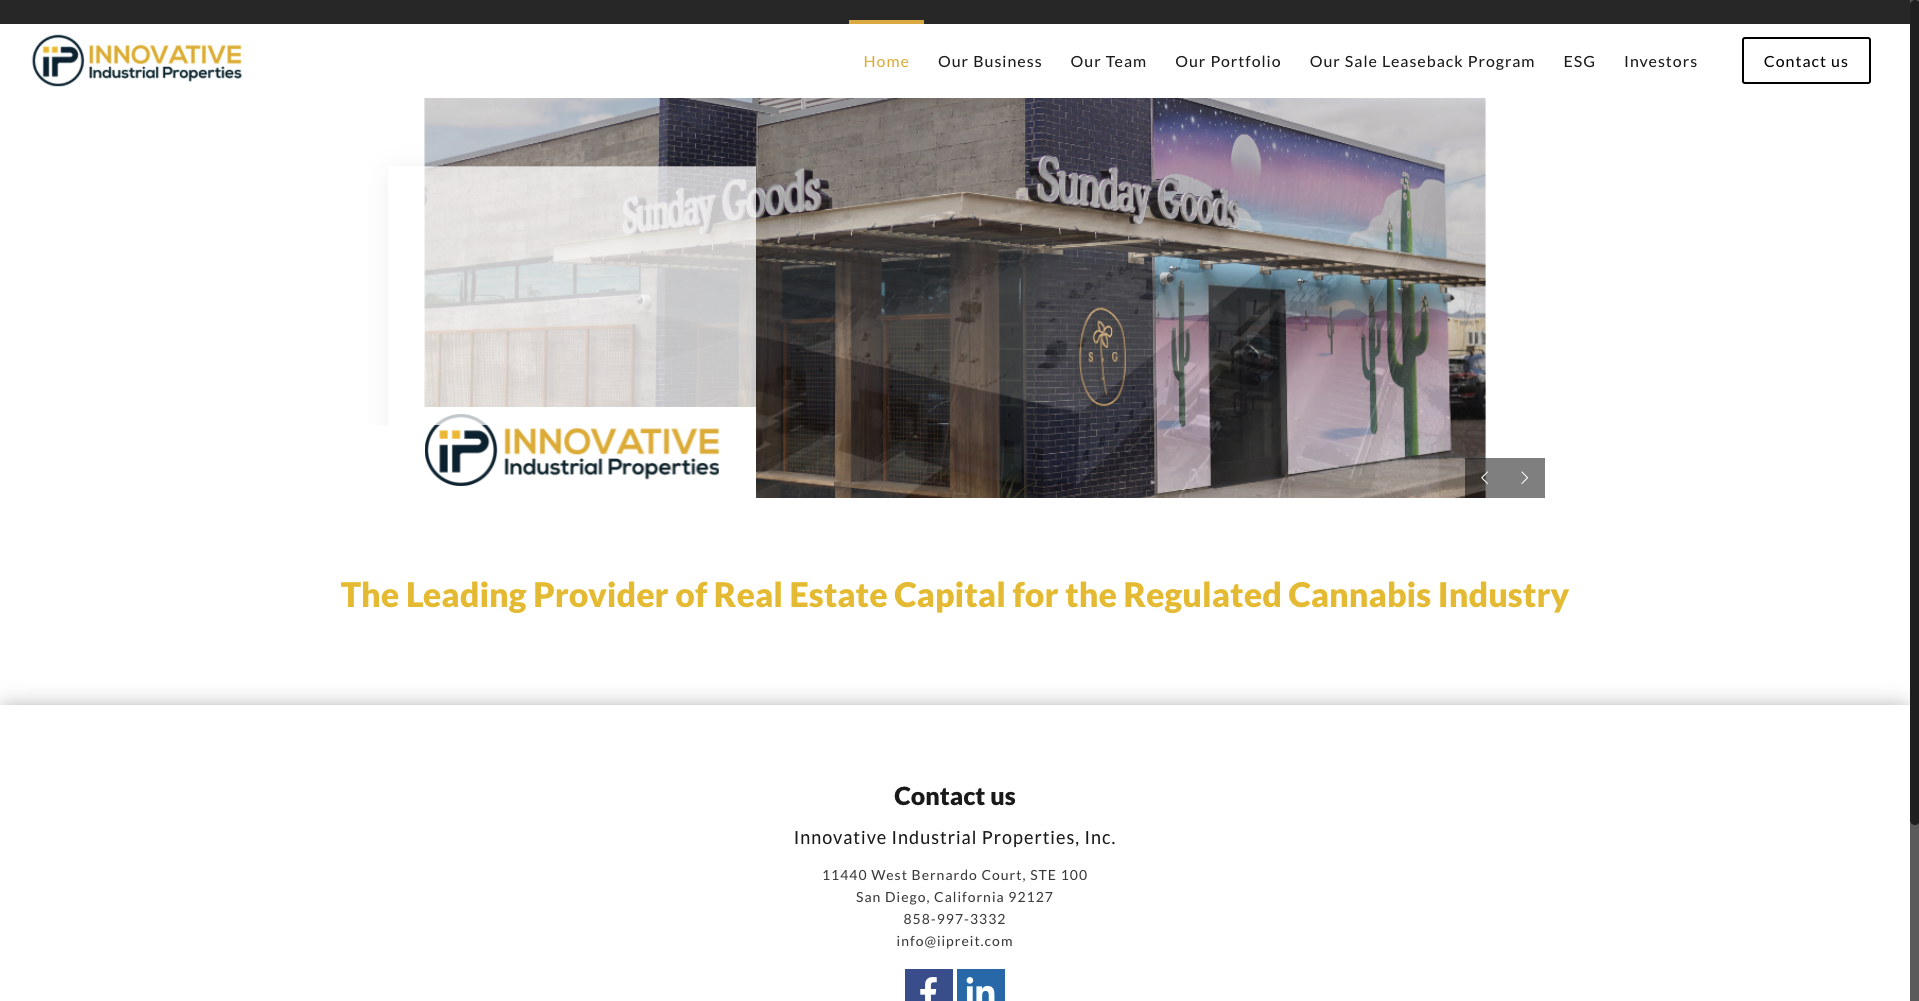 INNOVATIVE
Industrial Properties
Home
Our Business
Our Team
Our Portfolio
Our Sale Leaseback Program
ESG
Investors
Contact us
Sunday Goods
Sunday Goods
S G
INNOVATIVE
Industrial Properties
The Leading Provider of Real Estate Capital for the Regulated Cannabis Industry
Contact us
Innovative Industrial Properties, Inc.
11440 West Bernardo Court, STE 100
San Diego, California 92127
858-997-3332
info@iipreit.com